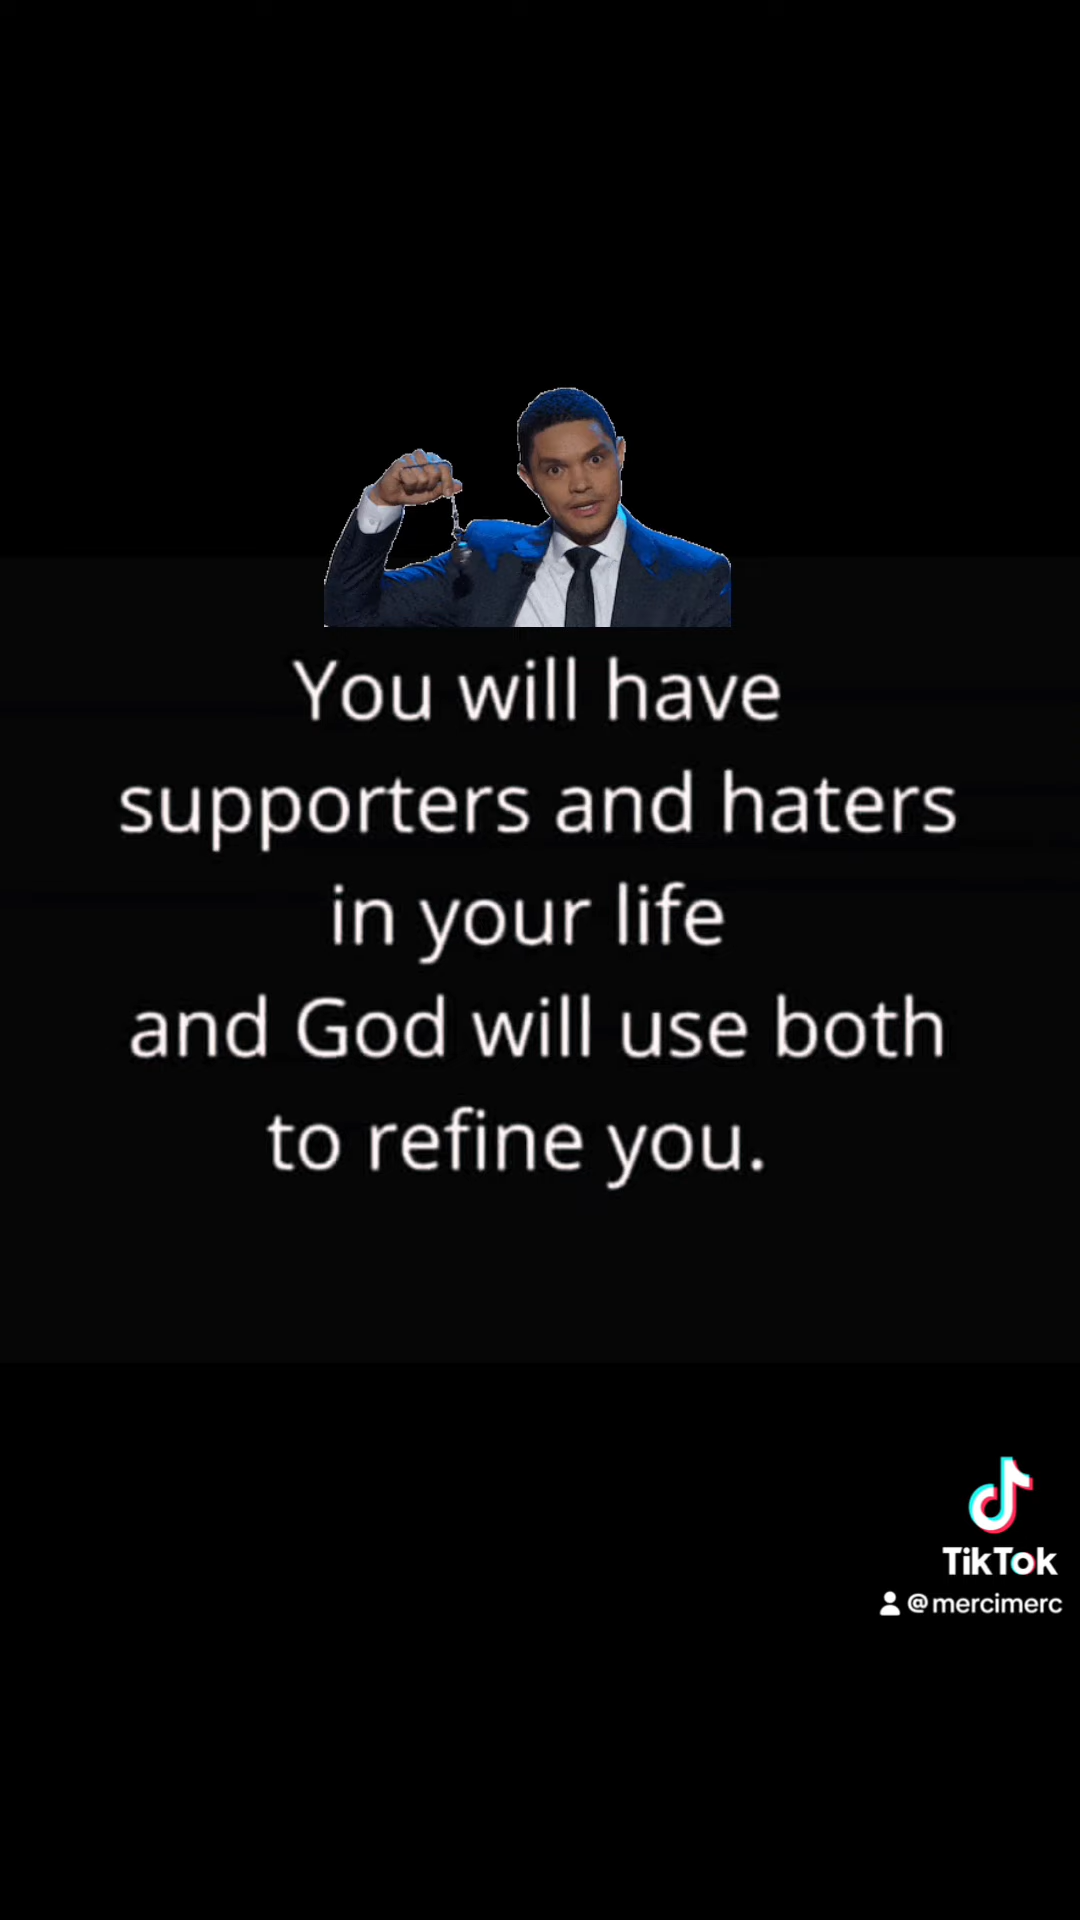 You will have
supporters and haters
in your life
and God will use both
to refine you.
TikTok
@mercimerc